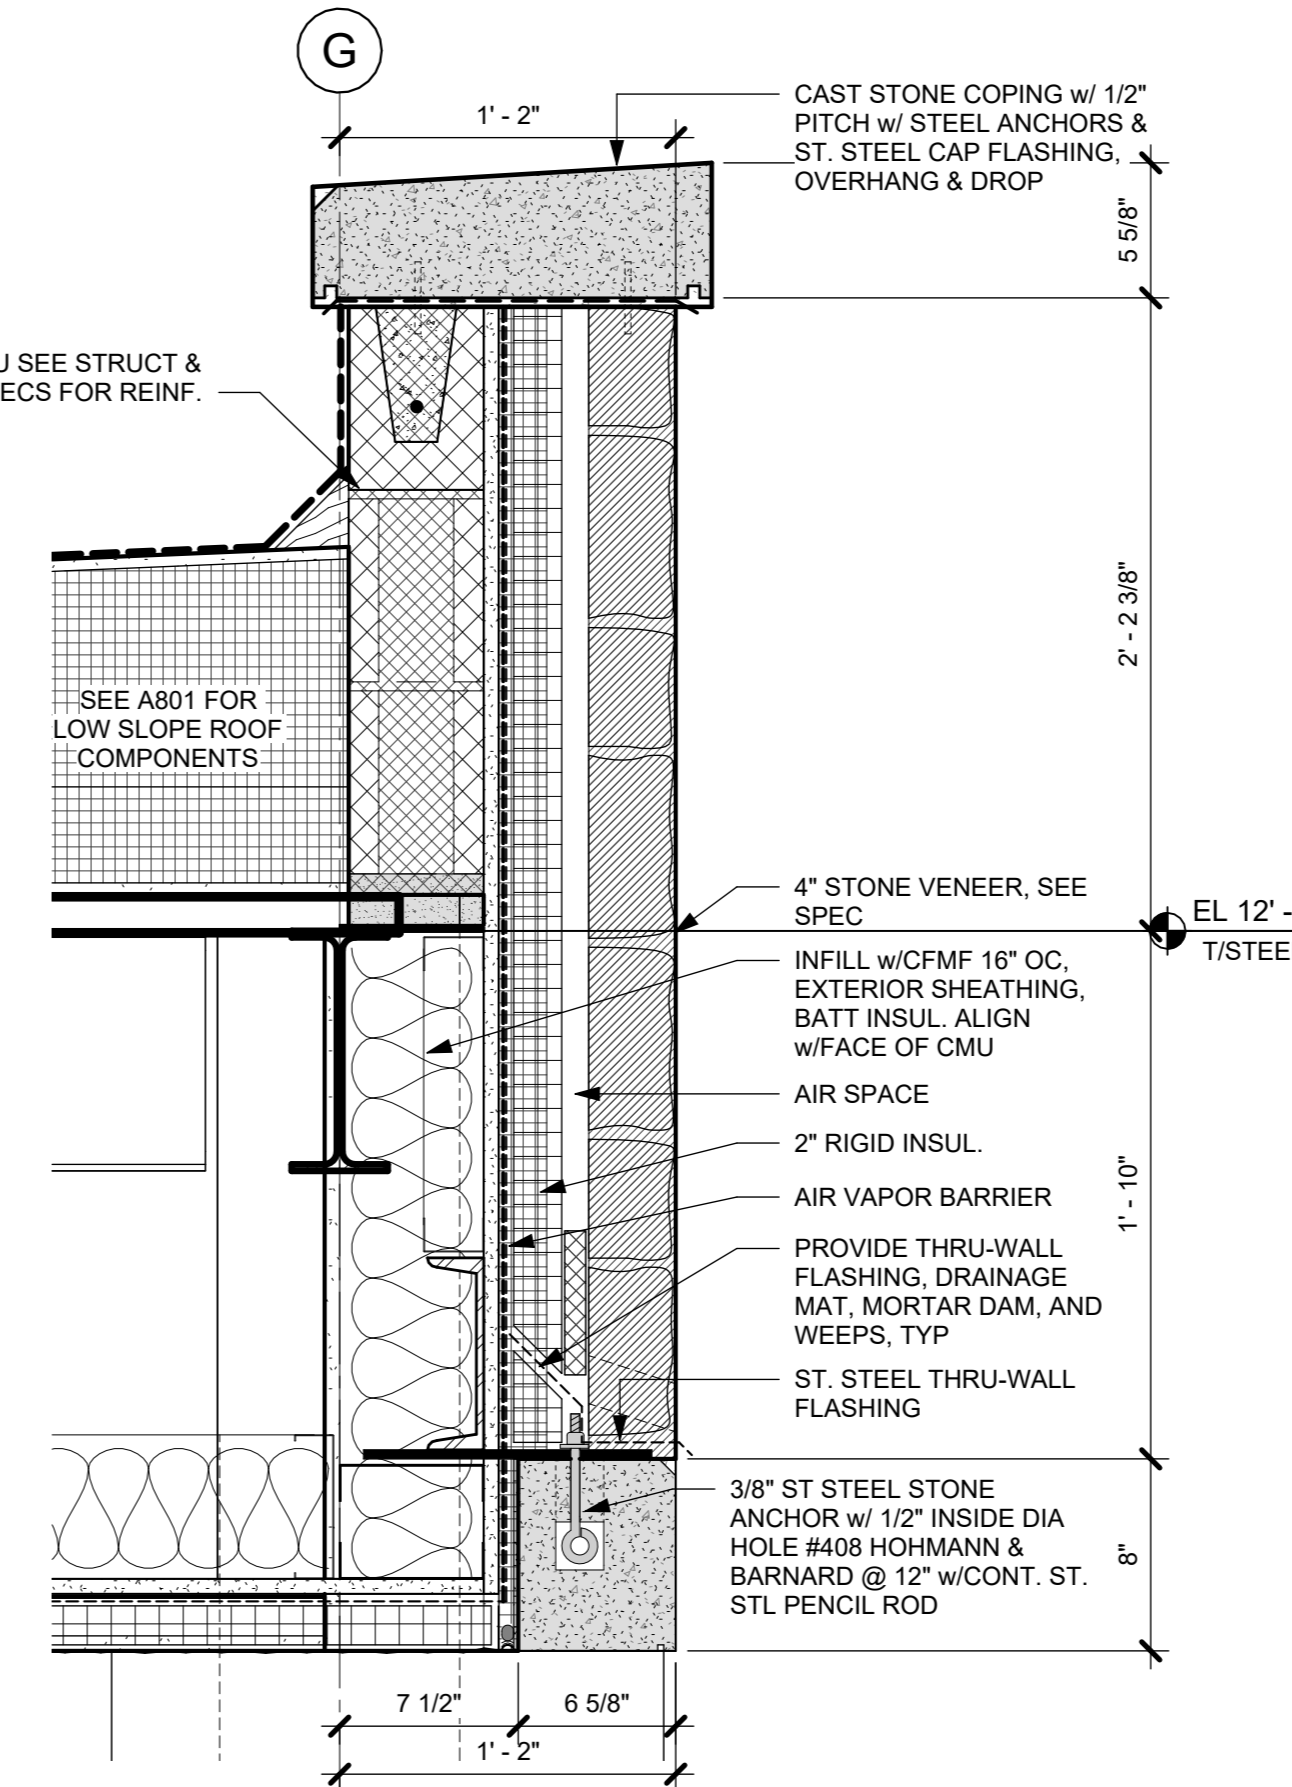 G
1' - 2"
CAST STONE COPING w/ 1/2"
PITCH w/ STEEL ANCHORS &
ST. STEEL CAP FLASHING,
OVERHANG & DROP
5 5/8"
U SEE STRUCT &
ECS FOR REINF.
2' - 2 3/8"
SEE A801 FOR
LOW SLOPE ROOF
COMPONENTS
4" STONE VENEER, SEE
SPEC
EL 12' -
T/STEE
INFILL w/CFMF 16" OC,
EXTERIOR SHEATHING,
BATT INSUL. ALIGN
w/FACE OF CMU
AIR SPACE
2" RIGID INSUL.
AIR VAPOR BARRIER
1' - 10"
PROVIDE THRU-WALL
FLASHING, DRAINAGE
MAT, MORTAR DAM, AND
WEEPS, TYP
ST. STEEL THRU-WALL
FLASHING
3/8" ST STEEL STONE
ANCHOR w/ 1/2" INSIDE DIA
HOLE #408 HOHMANN &
BARNARD @ 12" w/CONT. ST.
STL PENCIL ROD
8"
7 1/2"
6 5/8"
1' - 2"